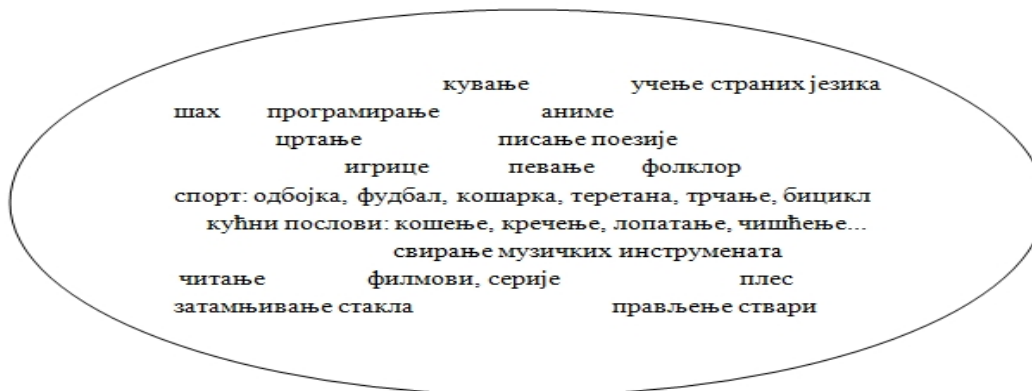 кување учење страних језика
шах програмирање аниме
цртање писање поезије
игрице певање фолклор
спорт: одбојка, фудбал, кошарка, теретана, трчање, бицикл
кућни послови: кошење, кречење, лопатање, чишћење...
свирање музичких инструмената
читање филмови, серије плес
затамњивање стакла прављење ствари